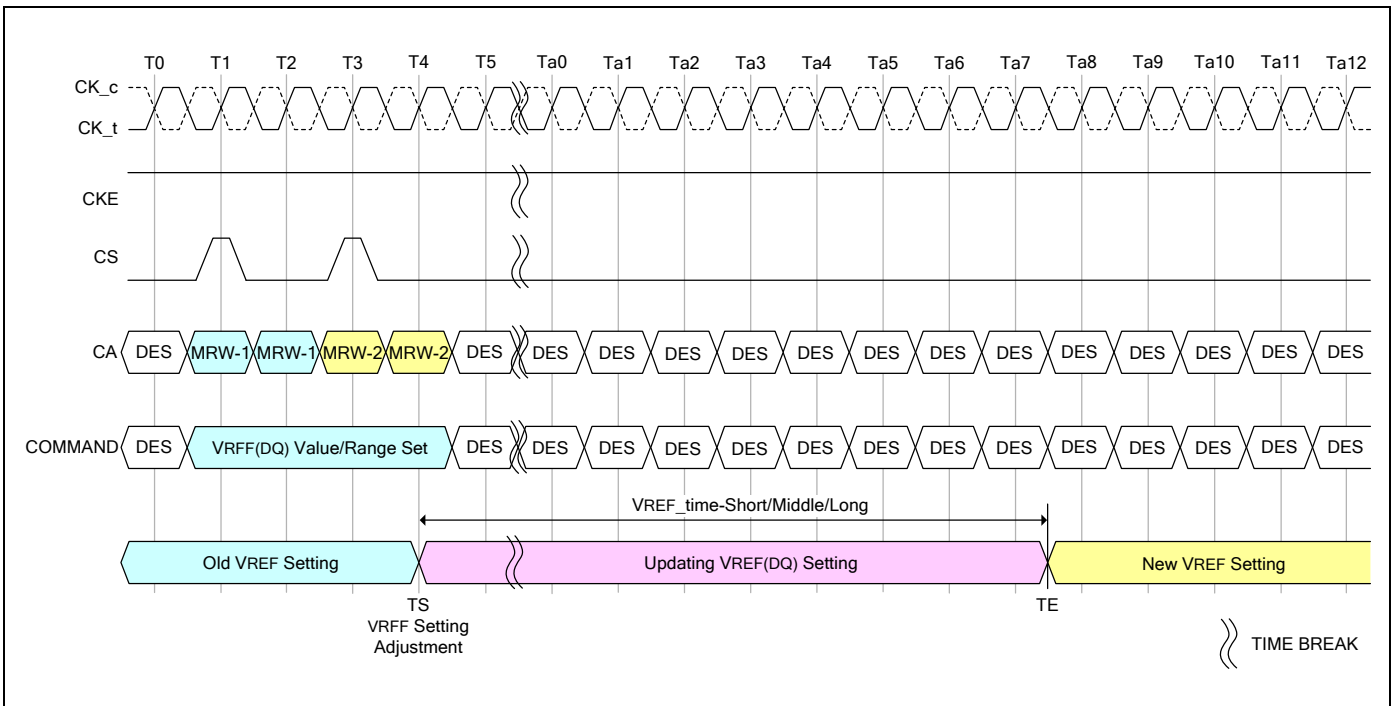 T0 T1 T2 T3 T4 T5 Ta0 Ta1 Ta2 Ta3 Ta4 Ta5 Ta6 Ta7 Ta8 Ta9 Ta10 Ta11 Ta12
CK_c
CK_t
CKE
CS
CA DES MRW-1 MRW-1 MRW-2 MRW-2 DES DES DES DES DES DES DES DES DES DES DES DES DES DES
COMMAND DES VRFF(DQ) Value/Range Set DES DES DES DES DES DES DES DES DES DES DES DES DES DES
VREF_time-Short/Middle/Long
Old VREF Setting Updating VREF(DQ) Setting New VREF Setting
TS TE
VRFF Setting
Adjustment
TIME BREAK